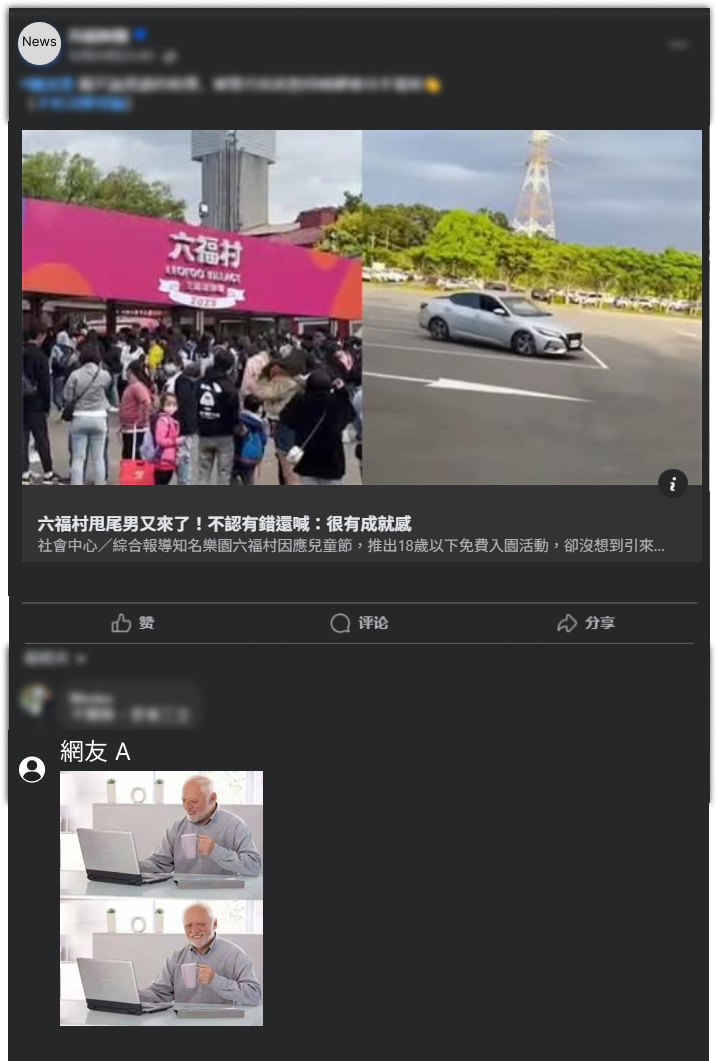 News
六福村
LEOFOO VILLAGE
2023
六福村甩尾男又來了！不認有錯還喊：很有成就感
社會中心／綜合報導知名樂園六福村因應兒童節，推出18歲以下免費入園活動，卻沒想到引來...
赞
评论
分享
網友 A